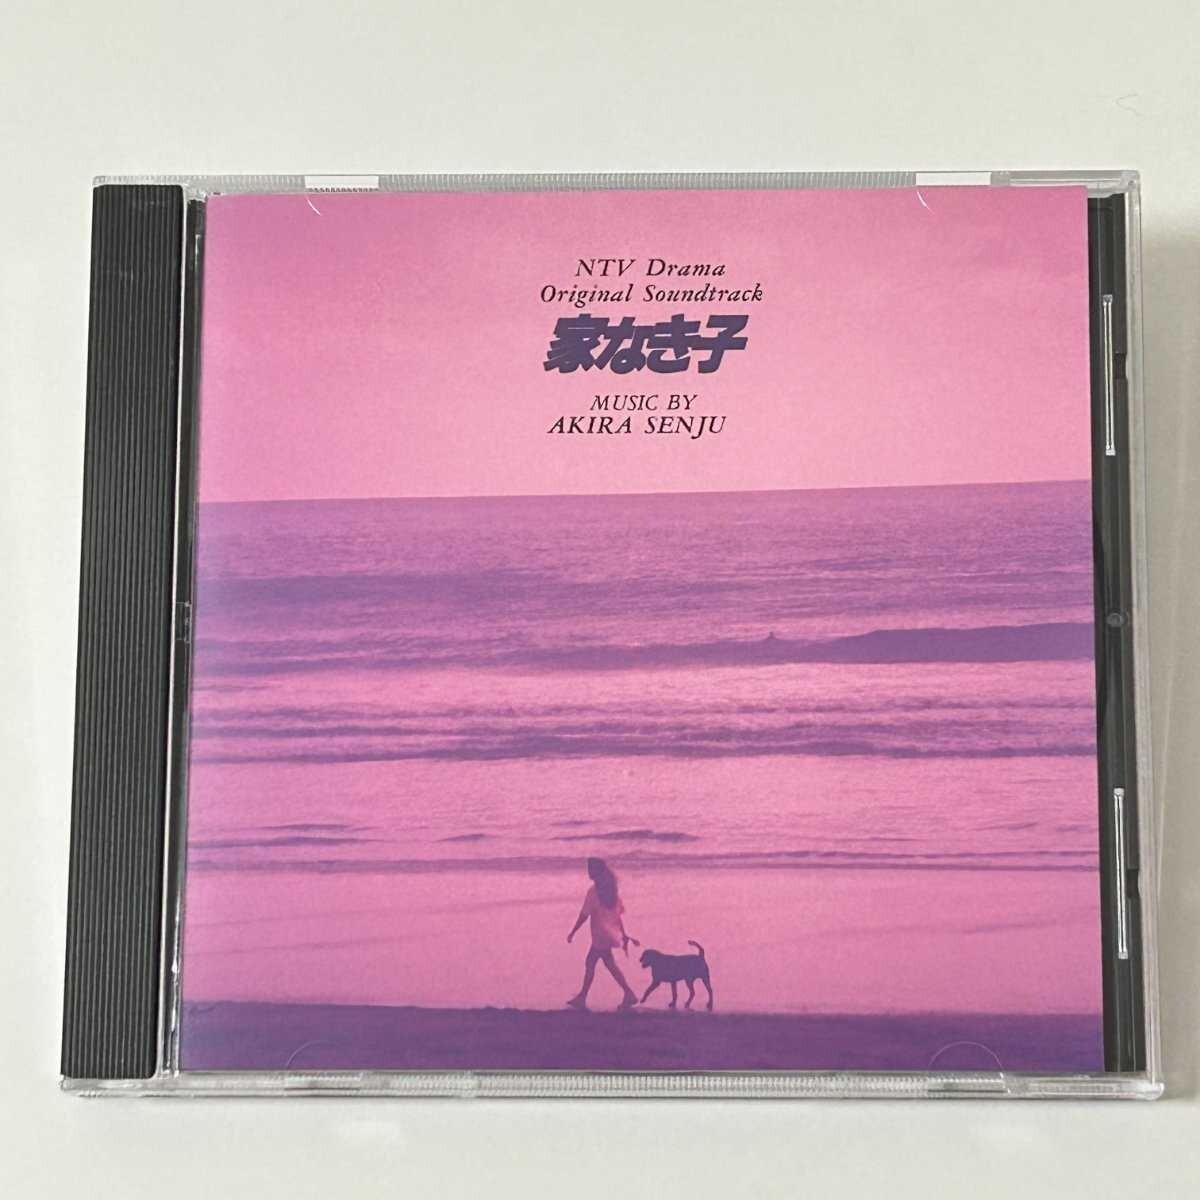 NTV Drama
Original Soundtrack
家なき子
MUSIC BY
AKIRA SENJU